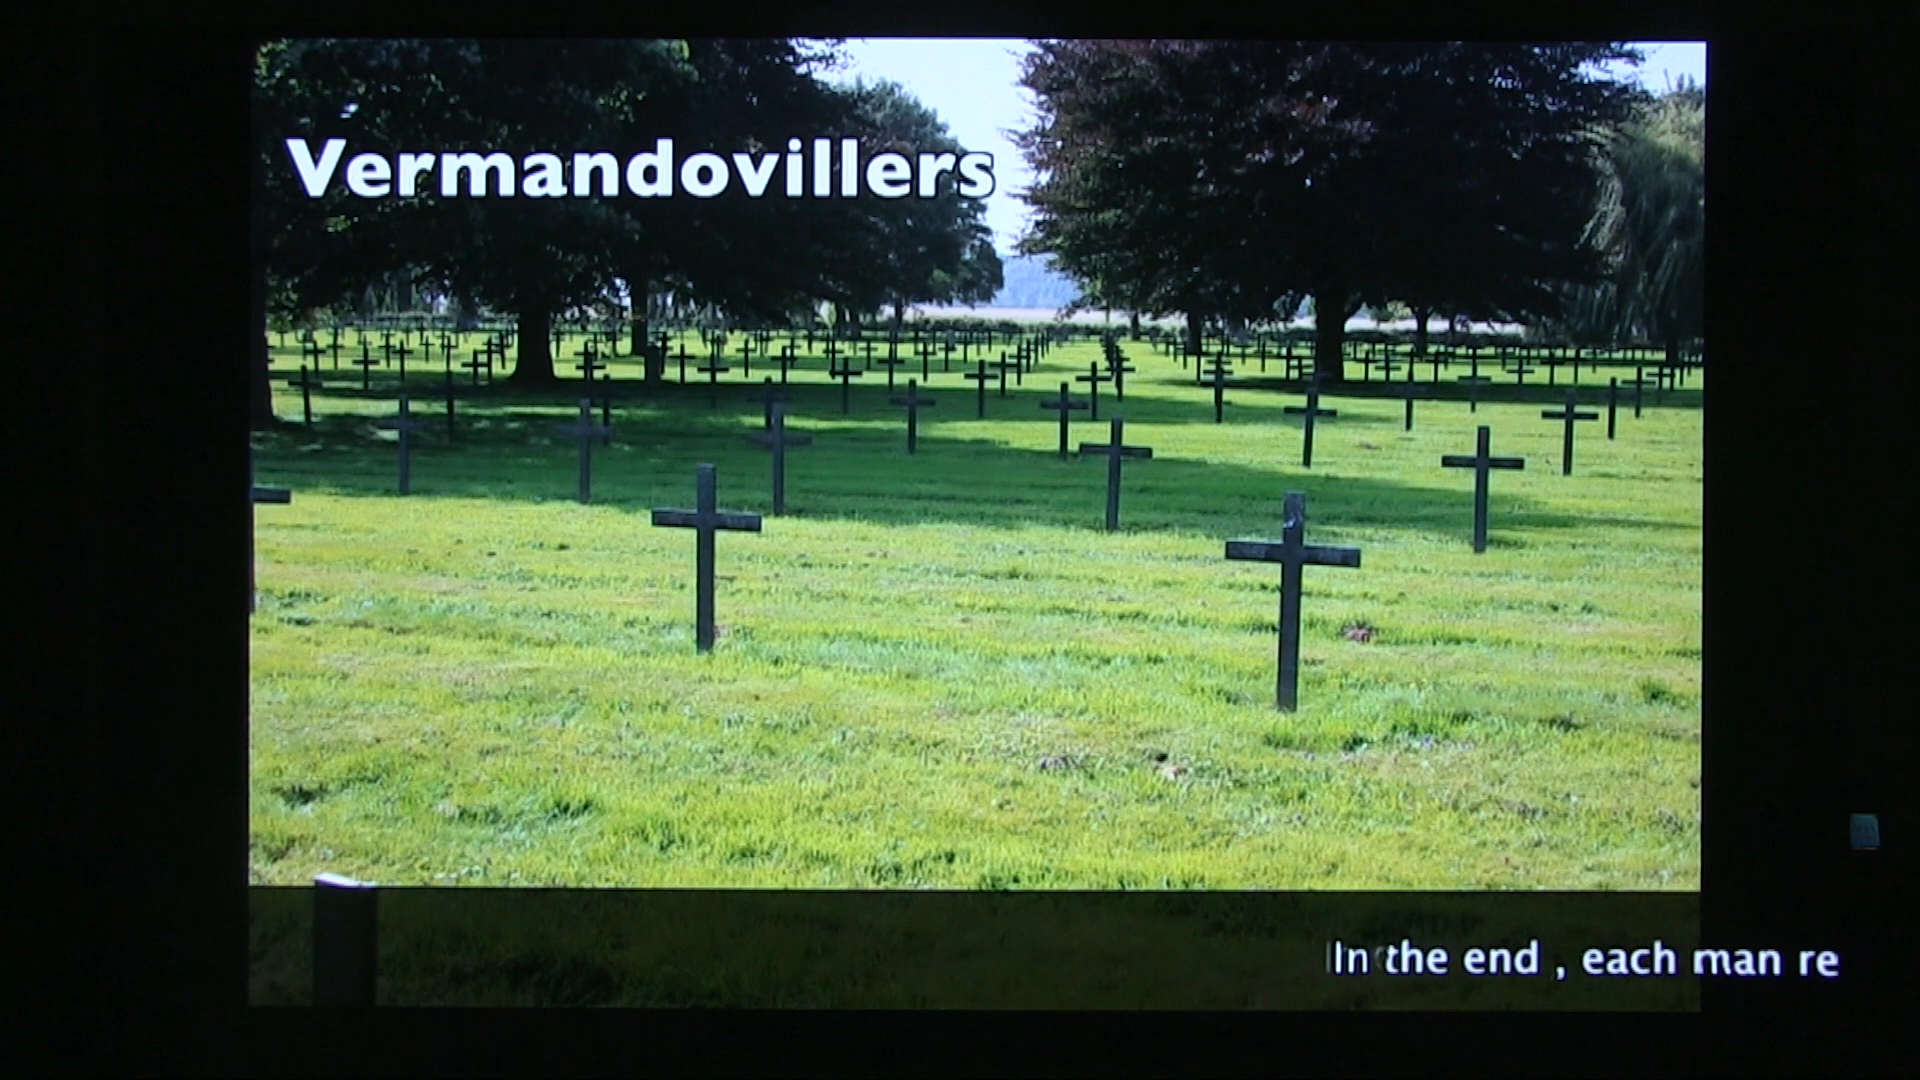 Vermandovillers
In the end , each man re